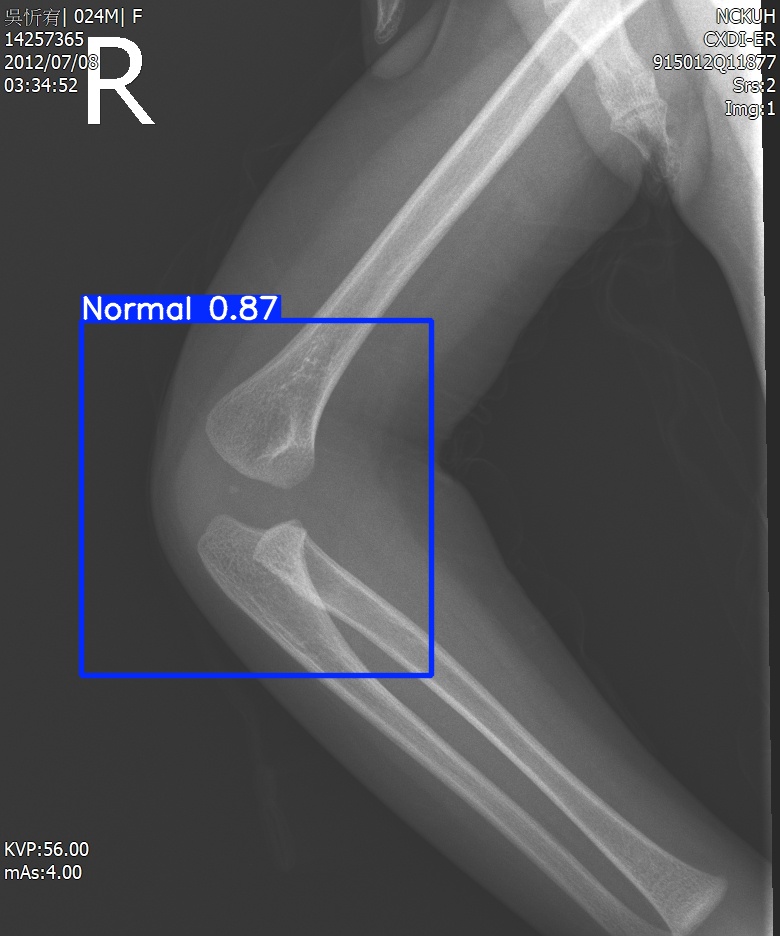 吳忻宥| 024M| F
14257365
2012/07/08
03:34:52
R
NCKUH
CXDI-ER
915012Q11877
Srs:2
Img:1
Normal 0.87
KVP:56.00
mAs:4.00